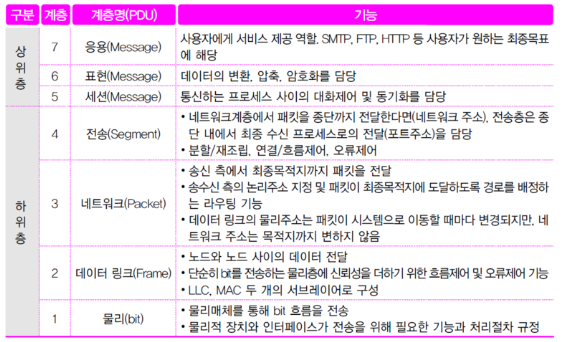 구분 계층 계층명(PDU) 기능
상위층
7 응용(Message) 사용자에게 서비스 제공 역할. SMTP, FTP, HTTP 등 사용자가 원하는 최종목표
에 해당
6 표현(Message) 데이터의 변환, 압축, 암호화를 담당
5 세션(Message) 통신하는 프로세스 사이의 대화제어 및 동기화를 담당
하위층
4 전송(Segment) • 네트워크계층에서 패킷을 종단까지 전달한다면(네트워크 주소), 전송층은 종
단 내에서 최종 수신 프로세스로의 전달(포트주소)을 담당
• 분할/재조립, 연결/흐름제어, 오류제어
3 네트워크(Packet) • 송신 측에서 최종목적지까지 패킷을 전달
• 송수신 측의 논리주소 지정 및 패킷이 최종목적지에 도달하도록 경로를 배정하
는 라우팅 기능
• 데이터 링크의 물리주소는 패킷이 시스템으로 이동할 때마다 변경되지만, 네
트워크 주소는 목적지까지 변하지 않음
2 데이터 링크(Frame) • 노드와 노드 사이의 데이터 전달
• 단순히 bit를 전송하는 물리층에 신뢰성을 더하기 위한 흐름제어 및 오류제어 기능
• LLC, MAC 두 개의 서브레이어로 구성
1 물리(bit) • 물리매체를 통해 bit 흐름을 전송
• 물리적 장치와 인터페이스가 전송을 위해 필요한 기능과 처리절차 규정